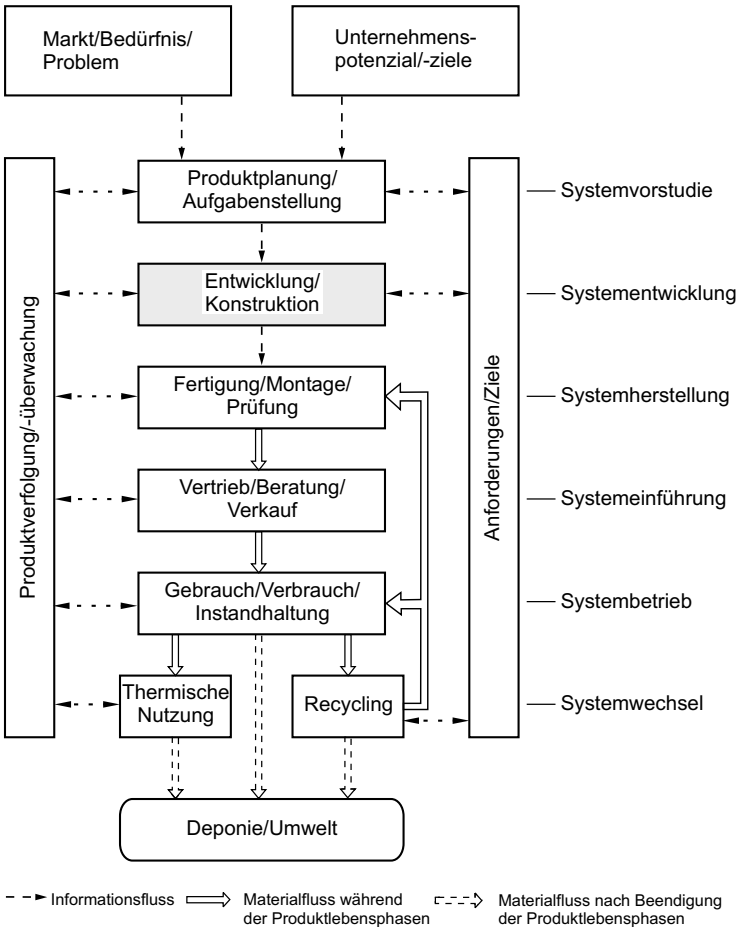 Markt/Bedürfnis/
Problem
Unternehmens-
potenzial/-ziele
Produktplanung/
Aufgabenstellung
Systemvorstudie
Entwicklung/
Konstruktion
Systementwicklung
Produktverfolgung/-überwachung
Anforderungen/Ziele
Fertigung/Montage/
Prüfung
Systemherstellung
Vertrieb/Beratung/
Verkauf
Systemeinführung
Gebrauch/Verbrauch/
Instandhaltung
Systembetrieb
Thermische
Nutzung
Recycling
Systemwechsel
Deponie/Umwelt
Informationsfluss
Materialfluss während
der Produktlebensphasen
Materialfluss nach Beendigung
der Produktlebensphasen